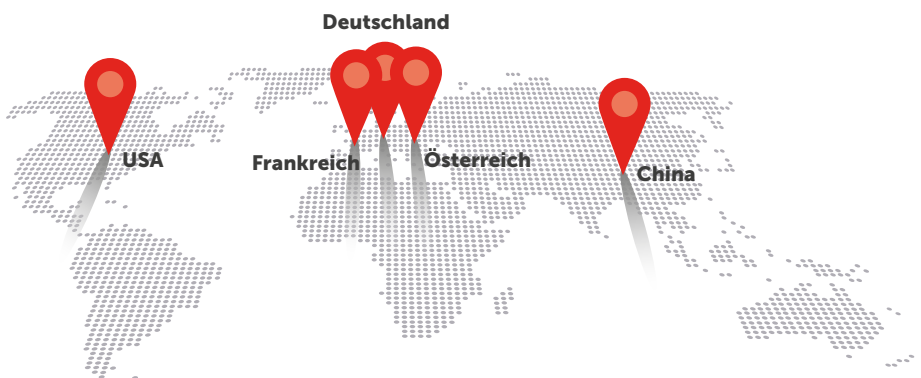 Deutschland
USA
Frankreich
Österreich
China